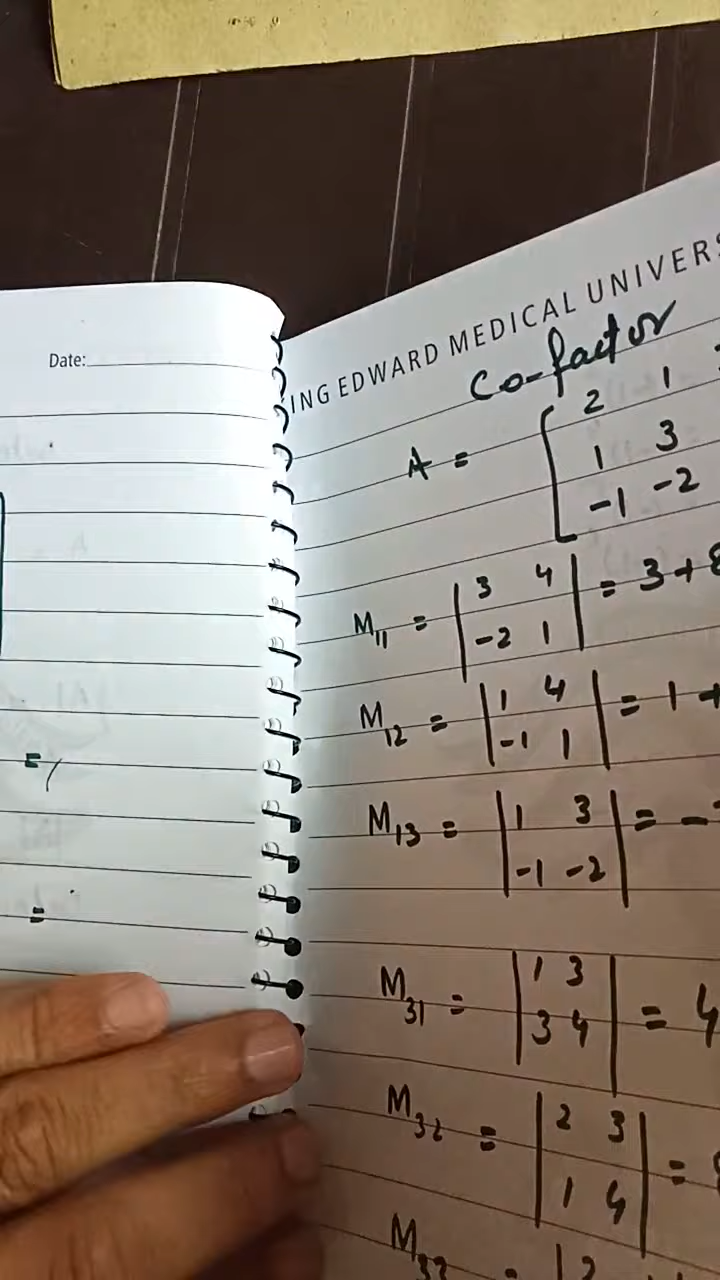 Date:
=
=
ING EDWARD MEDICAL UNIVERS
Co-factor
A = [ 2 1
1 3
-1 -2
M11 = | 3 4 | = 3 + 8
| -2 1 |
M12 = | 1 4 | = 1 +
| -1 1 |
M13 = | 1 3 | = -
| -1 -2 |
M31 = | 1 3 | = 4
| 3 4 |
M32 = | 2 3 | = 8
| 1 4 |
= | 2